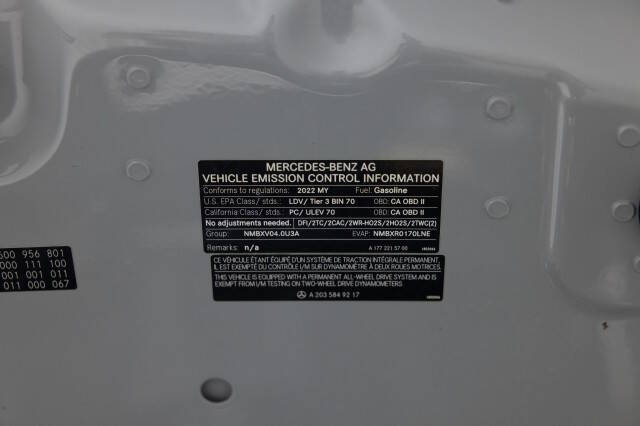 MERCEDES-BENZ AG
VEHICLE EMISSION CONTROL INFORMATION
Conforms to regulations: 2022 MY Fuel: Gasoline
U.S. EPA Class/ stds.: LDV/ Tier 3 BIN 70 OBD: CA OBD II
California Class/ stds.: PC/ ULEV 70 OBD: CA OBD II
No adjustments needed. DFI/2TC/2CAC/2WR-HO2S/2HO2S/2TWC(2)
Group: NMBXV04.0U3A EVAP: NMBXR0170LNE
Remarks: n/a A 177 221 57 00
CE VÉHICULE ÉTANT ÉQUIPÉ D'UN SYSTÈME DE TRACTION INTÉGRALE PERMANENT, IL EST
EXEMPT DU CONTRÔLE I/M SUR DYNAMOMÈTRE À DEUX ROUES MOTRICES.
THIS VEHICLE IS EQUIPPED WITH A PERMANENT ALL-WHEEL DRIVE SYSTEM AND IS
EXEMPT FROM I/M TESTING ON TWO-WHEEL DRIVE DYNAMOMETERS
A 203 584 92 17
600 956 801
000 111 100
001 001 011
011 000 067